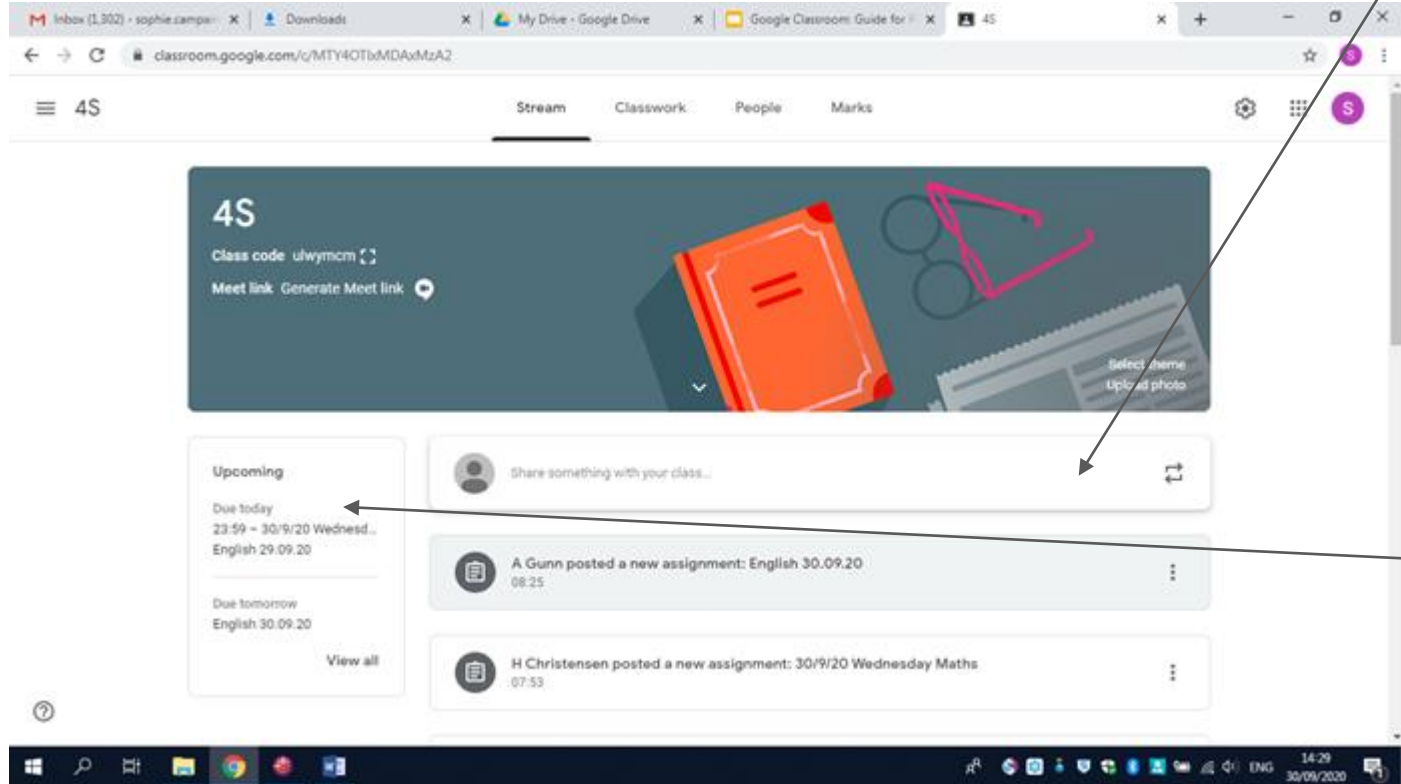 Inbox (1,302) - sophie.campai
Downloads
My Drive - Google Drive
Google Classroom: Guide for
4S
classroom.google.com/c/MTY4OTIxMDAxMzA2
4S
Stream
Classwork
People
Marks
S
4S
Class code ulwymcm
Meet link Generate Meet link
Select theme
Upload photo
Upcoming
Due today
23:59 – 30/9/20 Wednesd...
English 29.09.20
Due tomorrow
English 30.09.20
View all
Share something with your class...
A Gunn posted a new assignment: English 30.09.20
08:25
H Christensen posted a new assignment: 30/9/20 Wednesday Maths
07:53
ENG
14:29
30/09/2020